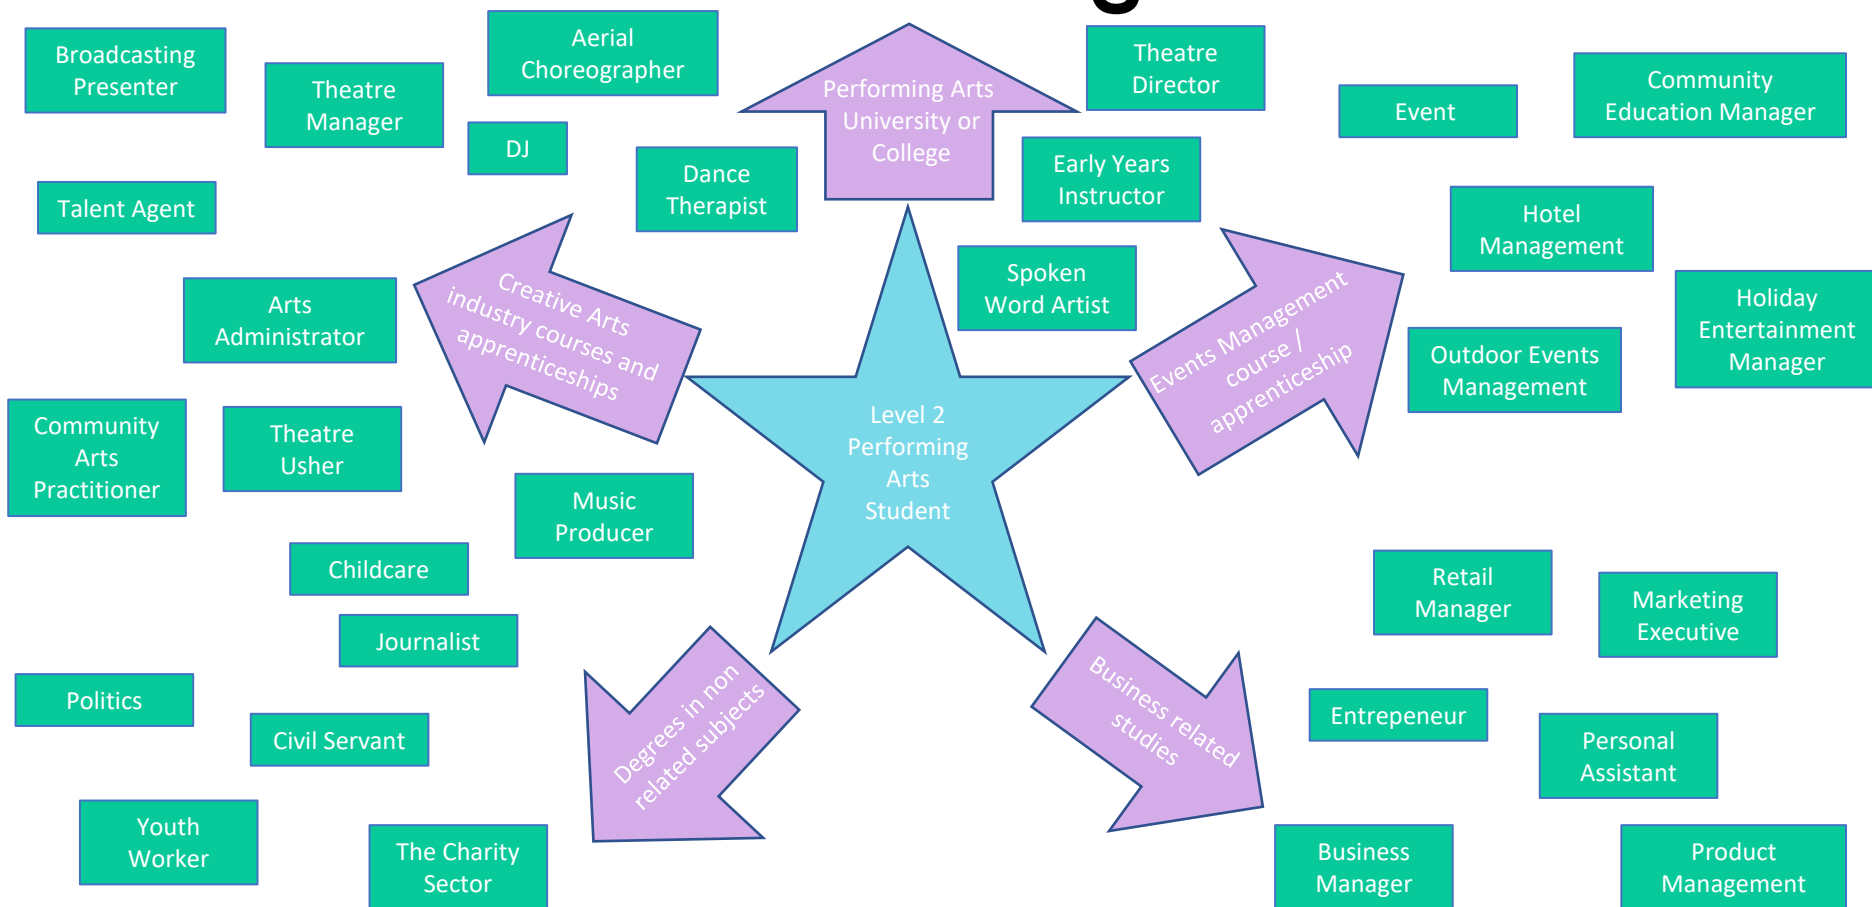 Broadcasting
Presenter
Theatre
Manager
Aerial
Choreographer
DJ
Dance
Therapist
Performing Arts
University or
College
Theatre
Director
Early Years
Instructor
Spoken
Word Artist
Event
Community
Education Manager
Hotel
Management
Holiday
Entertainment
Manager
Outdoor Events
Management
Talent Agent
Arts
Administrator
Creative Arts
industry courses and
apprenticeships
Events Management
course /
apprenticeship
Community
Arts
Practitioner
Theatre
Usher
Music
Producer
Level 2
Performing
Arts
Student
Childcare
Journalist
Politics
Civil Servant
Youth
Worker
The Charity
Sector
Degrees in non
related subjects
Business related
studies
Retail
Manager
Marketing
Executive
Entrepeneur
Personal
Assistant
Business
Manager
Product
Management